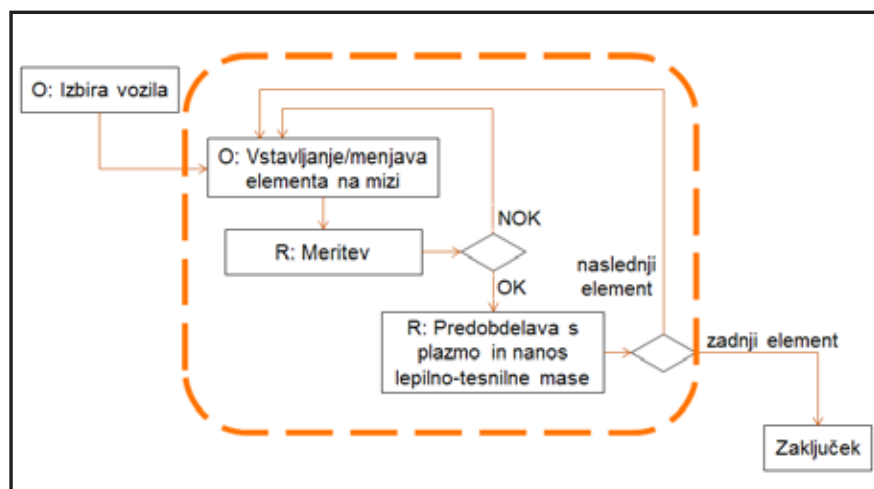 O: Izbira vozila
O: Vstavljanje/menjava
elementa na mizi
NOK
R: Meritev
OK
naslednji
element
R: Predobdelava s
plazmo in nanos
lepilno-tesnilne mase
zadnji element
Zaključek